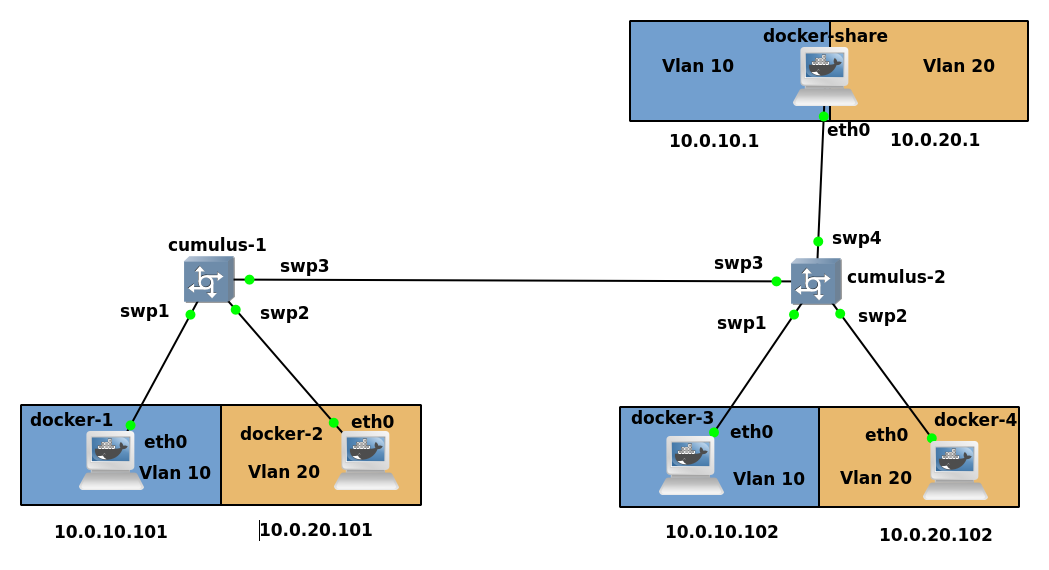 docker-share
Vlan 10
Vlan 20
eth0
10.0.10.1
10.0.20.1
cumulus-1
swp3
swp1
swp2
swp4
swp3
cumulus-2
swp1
swp2
docker-1
eth0
Vlan 10
docker-2
eth0
Vlan 20
10.0.10.101
10.0.20.101
docker-3
eth0
Vlan 10
docker-4
eth0
Vlan 20
10.0.10.102
10.0.20.102